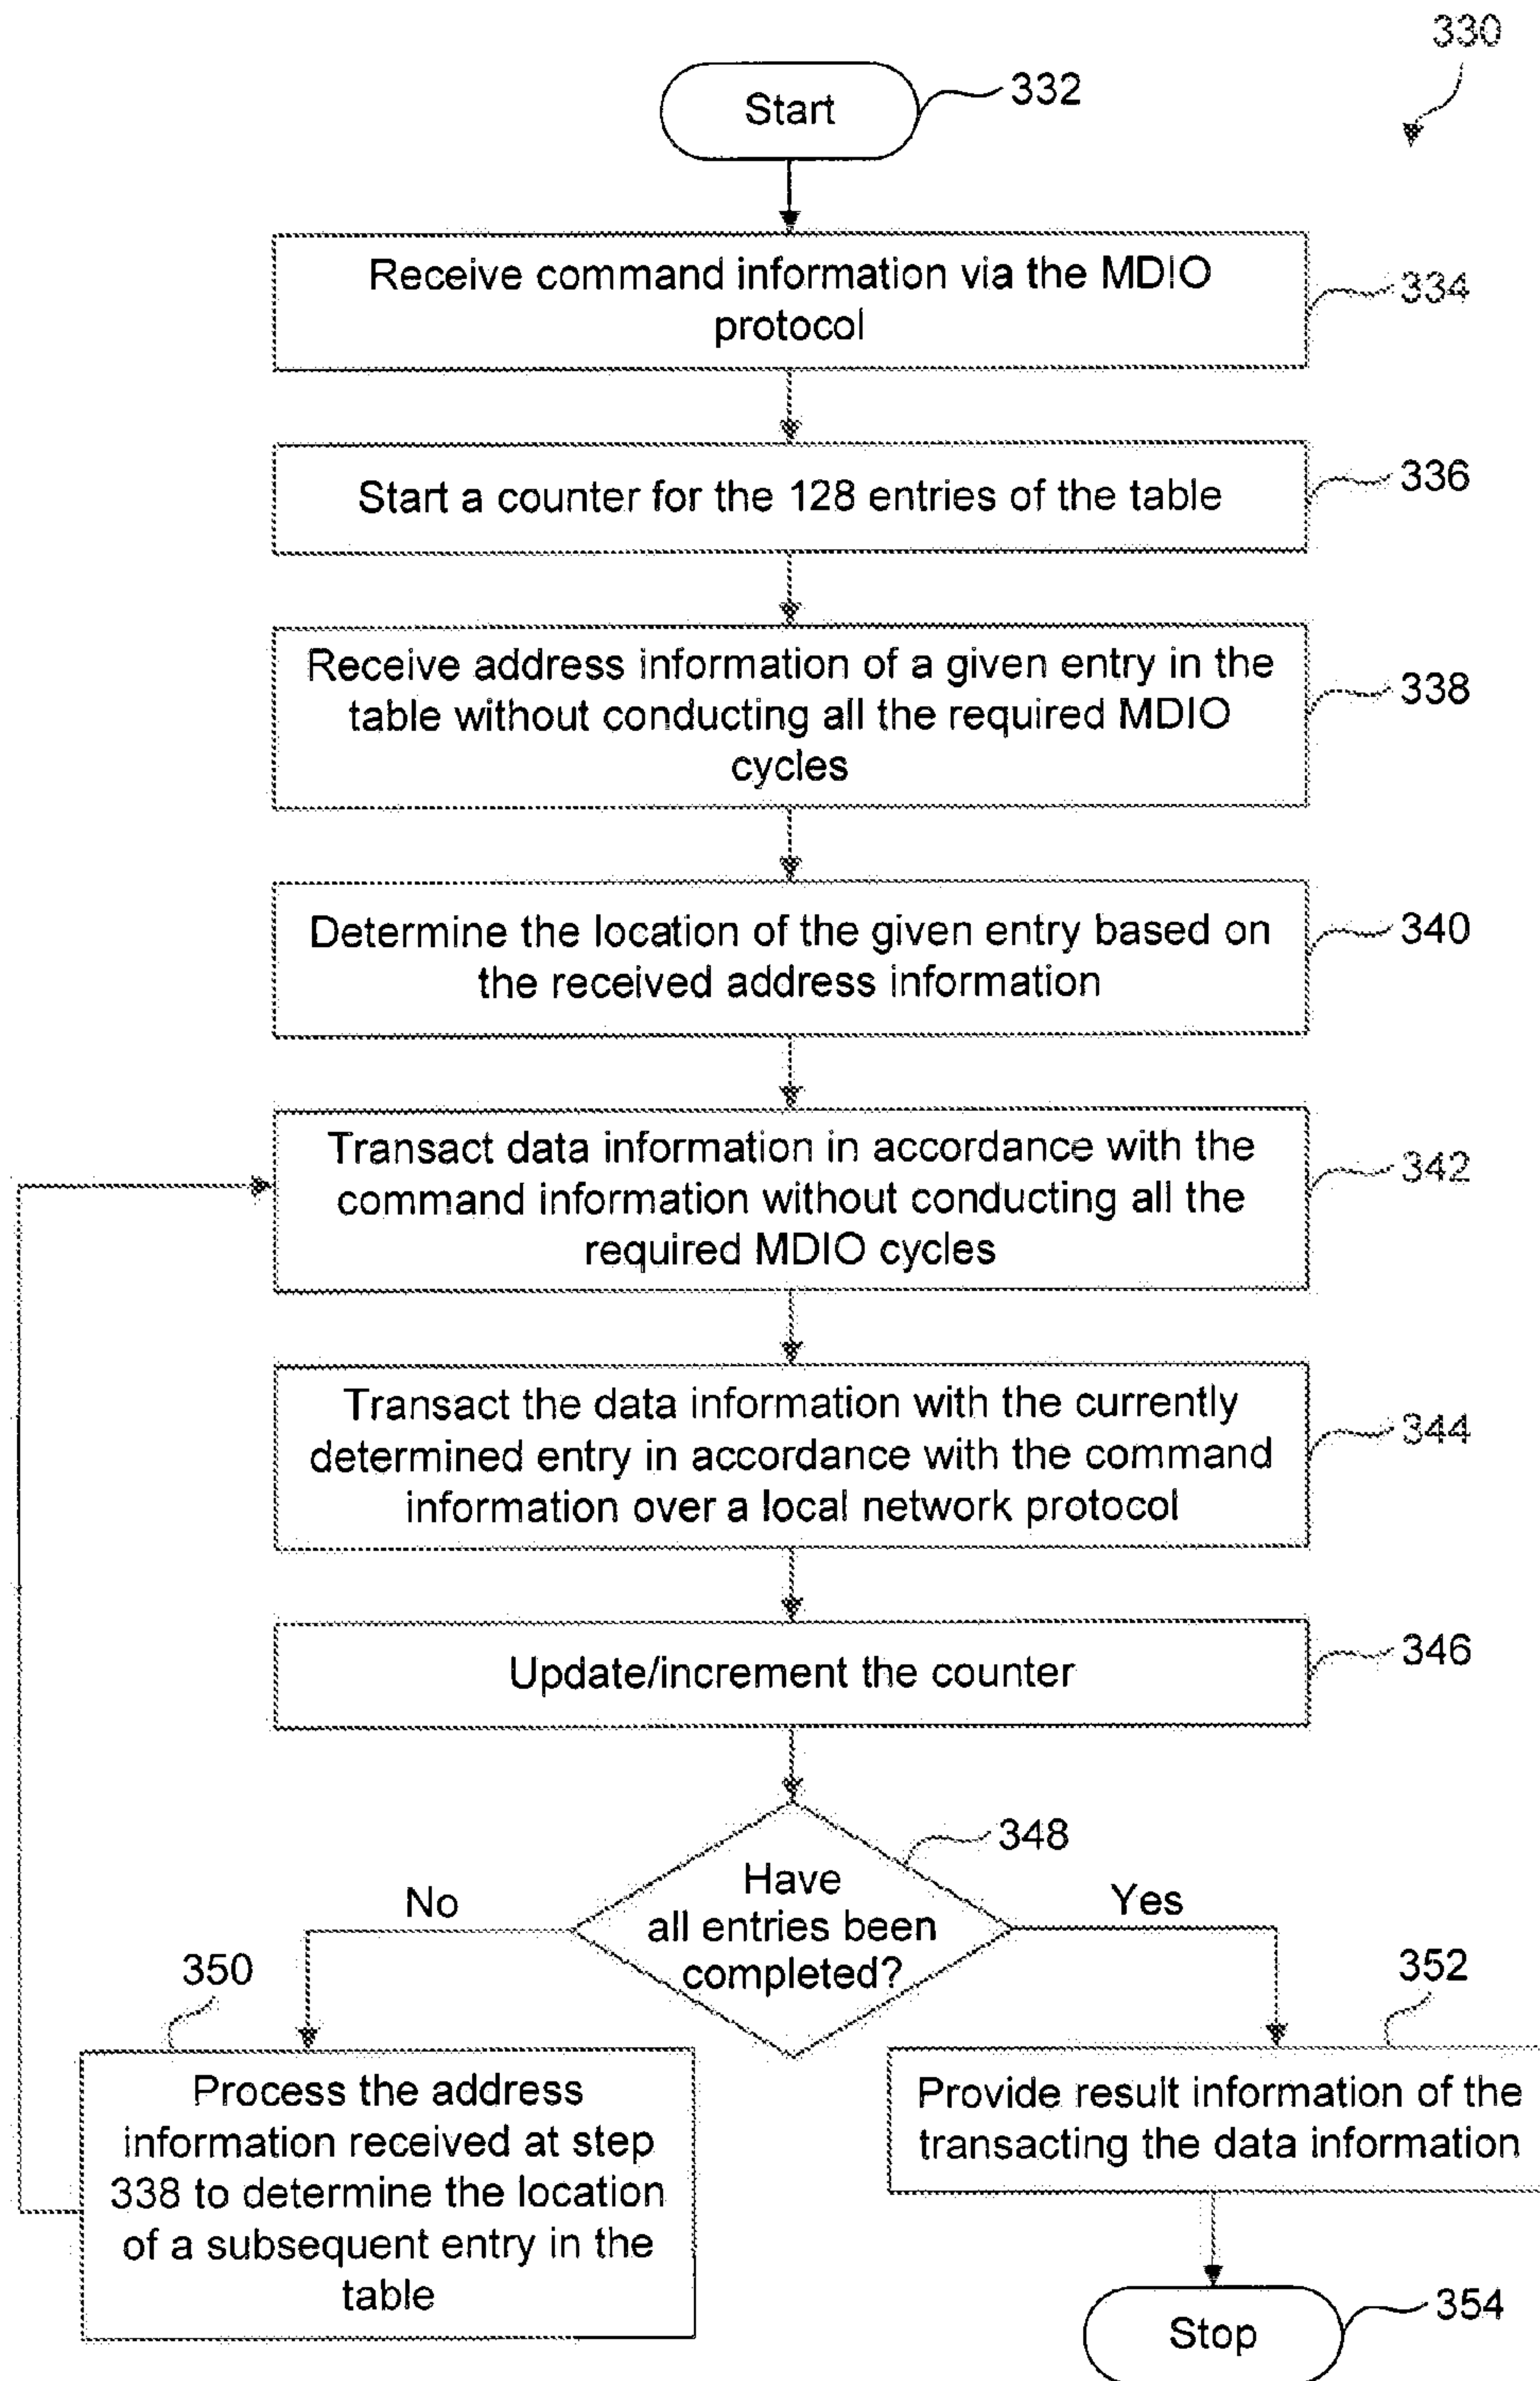 330
Start
332
Receive command information via the MDIO
protocol
334
Start a counter for the 128 entries of the table
336
Receive address information of a given entry in the
table without conducting all the required MDIO
cycles
338
Determine the location of the given entry based on
the received address information
340
Transact data information in accordance with the
command information without conducting all the
required MDIO cycles
342
Transact the data information with the currently
determined entry in accordance with the command
information over a local network protocol
344
Update/increment the counter
346
348
Have
all entries been
completed?
No
Yes
350
352
Process the address
information received at step
338 to determine the location
of a subsequent entry in the
table
Provide result information of the
transacting the data information
Stop
354